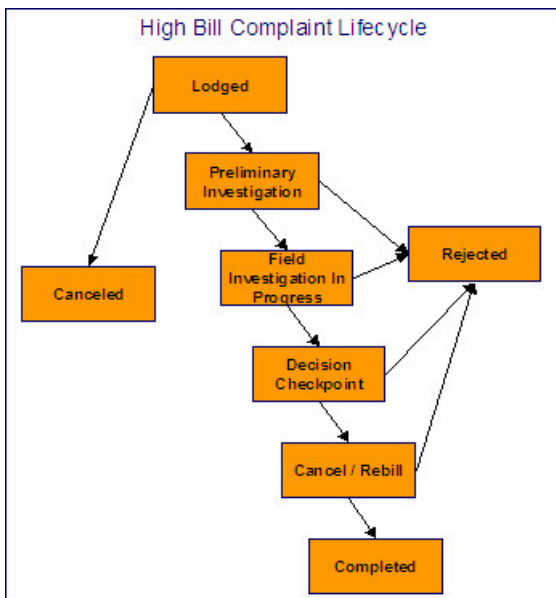 High Bill Complaint Lifecycle
Lodged
Preliminary
Investigation
Rejected
Field
Investigation In
Progress
Canceled
Decision
Checkpoint
Cancel / Rebill
Completed